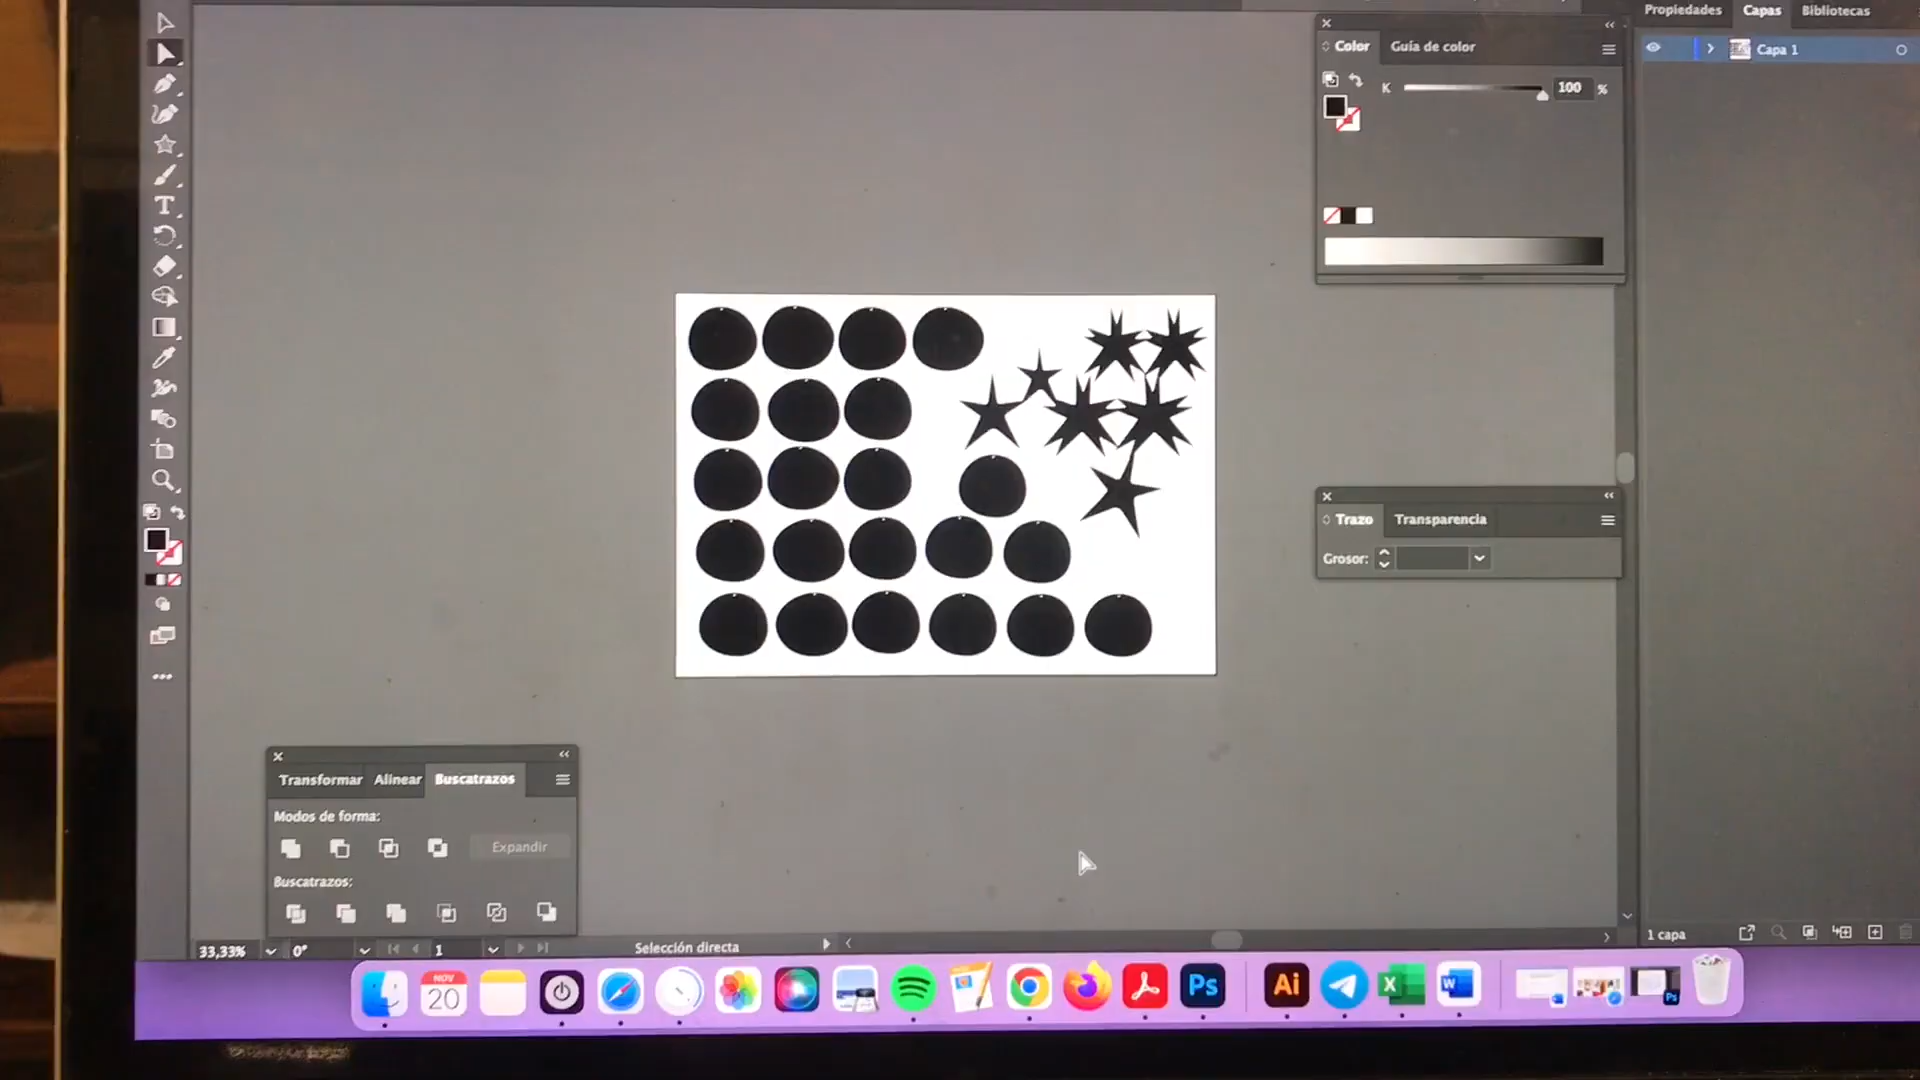 Propiedades Capas Bibliotecas
Color Guía de color
Capa 1
K 100 %
T
Trazo Transparencia
Grosor:
Transformar Alinear Buscatrazos
Modos de forma:
Expandir
Buscatrazos:
33,33% 0° 1 Selección directa
1 capa
NOV
20
Ps
Ai
X
W
Ps